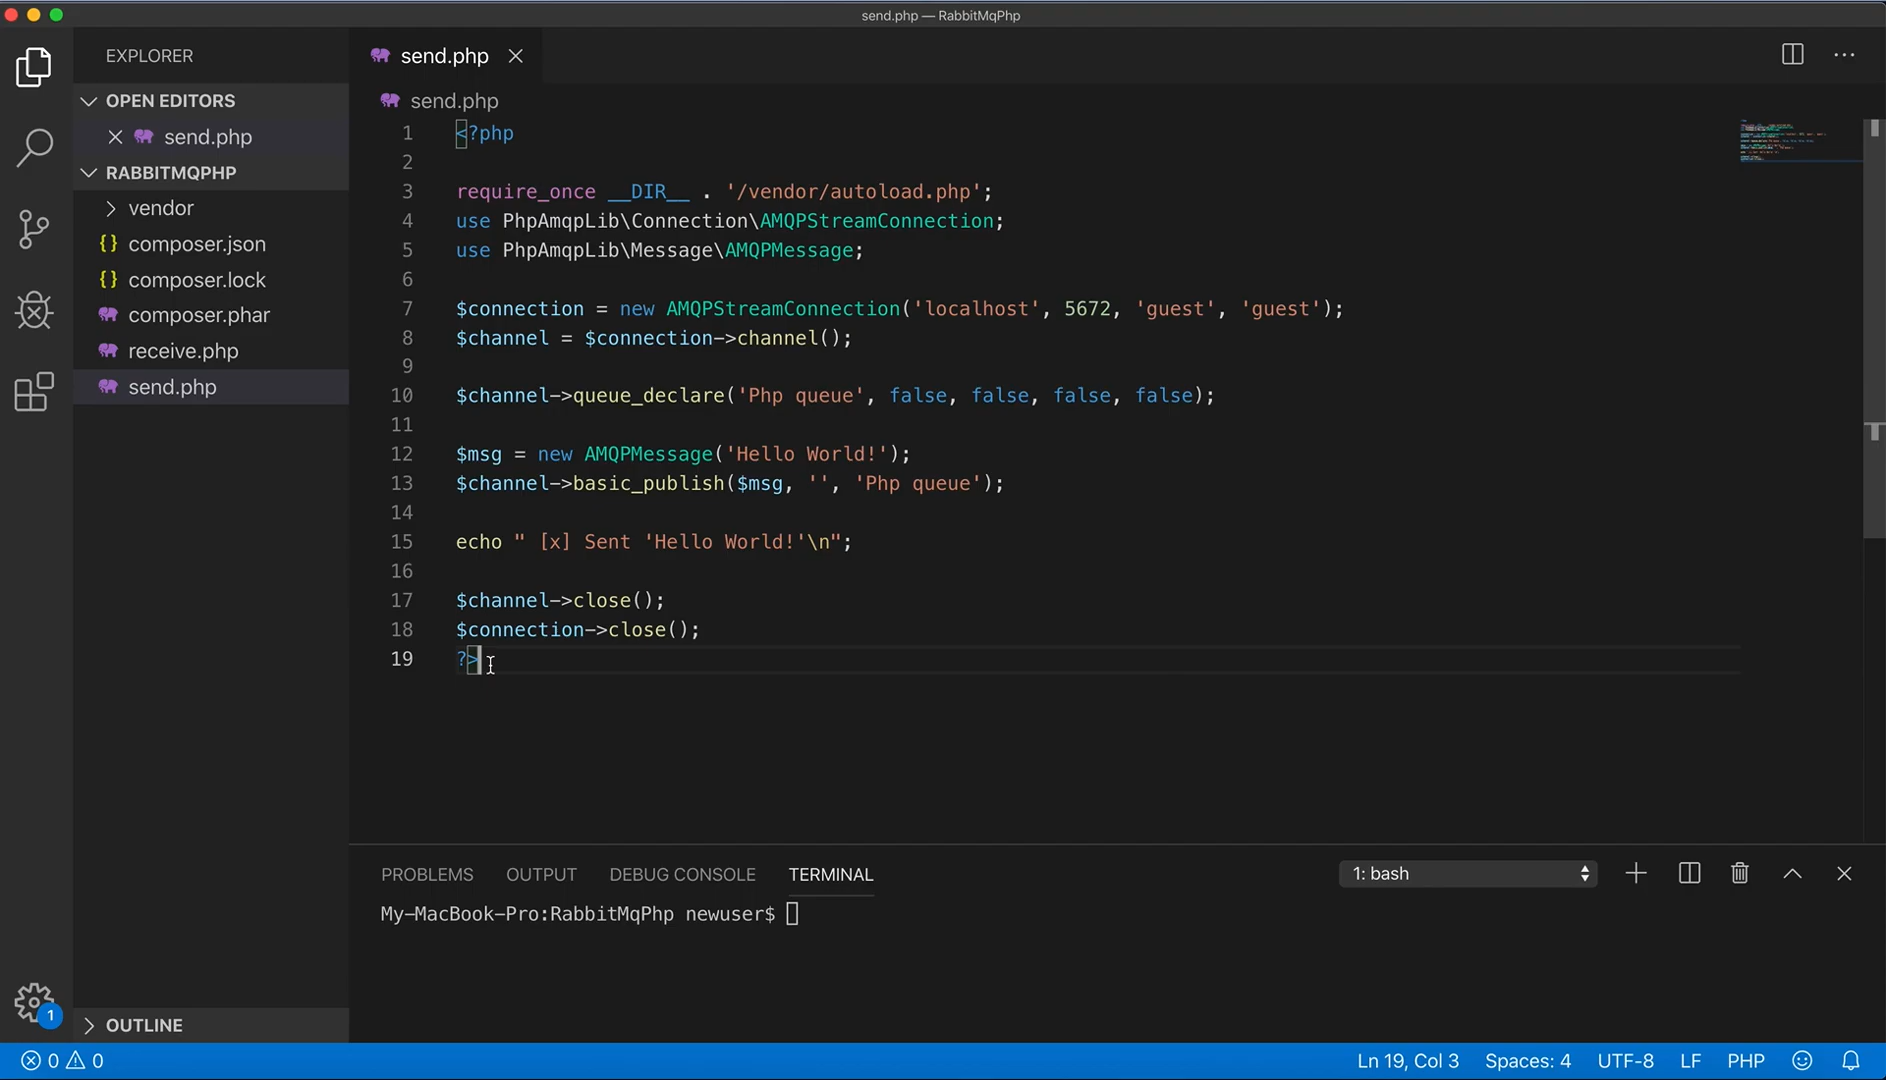 send.php — RabbitMqPhp
EXPLORER
OPEN EDITORS
send.php
RABBITMQPHP
vendor
{} composer.json
{} composer.lock
composer.phar
receive.php
send.php
OUTLINE
1
send.php
send.php
1 <?php
2
3 require_once __DIR__ . '/vendor/autoload.php';
4 use PhpAmqpLib\Connection\AMQPStreamConnection;
5 use PhpAmqpLib\Message\AMQPMessage;
6
7 $connection = new AMQPStreamConnection('localhost', 5672, 'guest', 'guest');
8 $channel = $connection->channel();
9
10 $channel->queue_declare('Php queue', false, false, false, false);
11
12 $msg = new AMQPMessage('Hello World!');
13 $channel->basic_publish($msg, '', 'Php queue');
14
15 echo " [x] Sent 'Hello World!'\n";
16
17 $channel->close();
18 $connection->close();
19 ?>
PROBLEMS OUTPUT DEBUG CONSOLE TERMINAL 1: bash
My-MacBook-Pro:RabbitMqPhp newuser$
0 0 Ln 19, Col 3 Spaces: 4 UTF-8 LF PHP